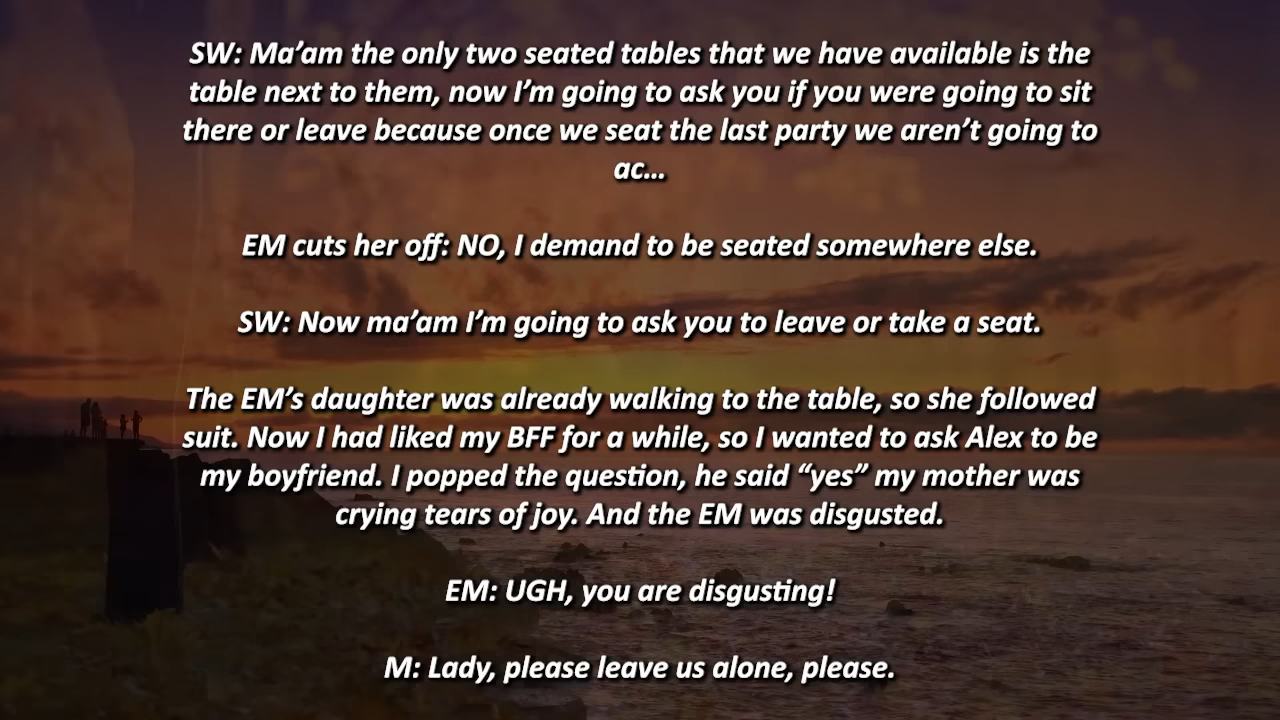 SW: Ma’am the only two seated tables that we have available is the
table next to them, now I’m going to ask you if you were going to sit
there or leave because once we seat the last party we aren’t going to
ac...
EM cuts her off: NO, I demand to be seated somewhere else.
SW: Now ma’am I’m going to ask you to leave or take a seat.
The EM’s daughter was already walking to the table, so she followed
suit. Now I had liked my BFF for a while, so I wanted to ask Alex to be
my boyfriend. I popped the question, he said “yes” my mother was
crying tears of joy. And the EM was disgusted.
EM: UGH, you are disgusting!
M: Lady, please leave us alone, please.